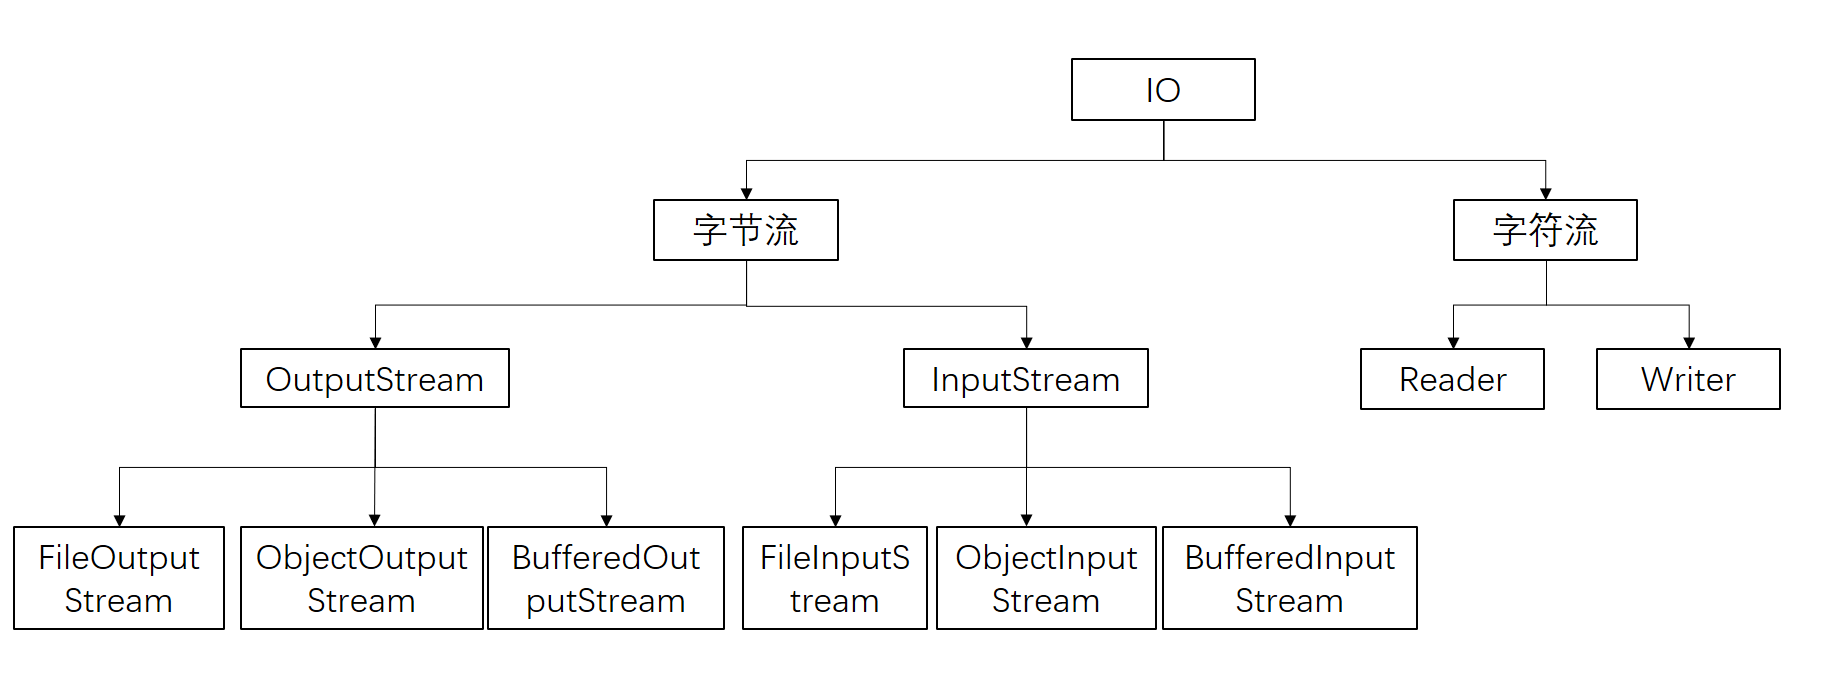 IO
字节流
字符流
OutputStream
InputStream
Reader
Writer
FileOutput
Stream
ObjectOutput
Stream
BufferedOut
putStream
FileInputS
tream
ObjectInput
Stream
BufferedInput
Stream